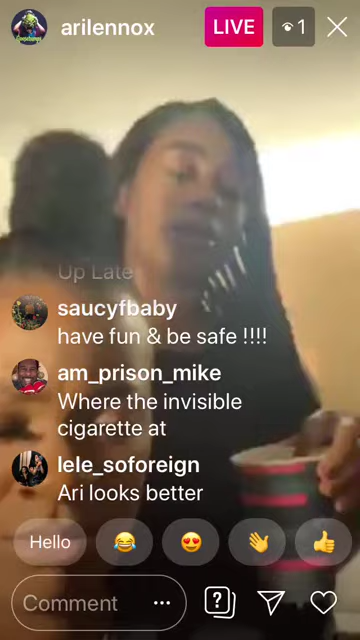 arilennox
LIVE
1
Up Late
saucyfbaby
have fun & be safe !!!!
am_prison_mike
Where the invisible
cigarette at
lele_soforeign
Ari looks better
Hello
Comment